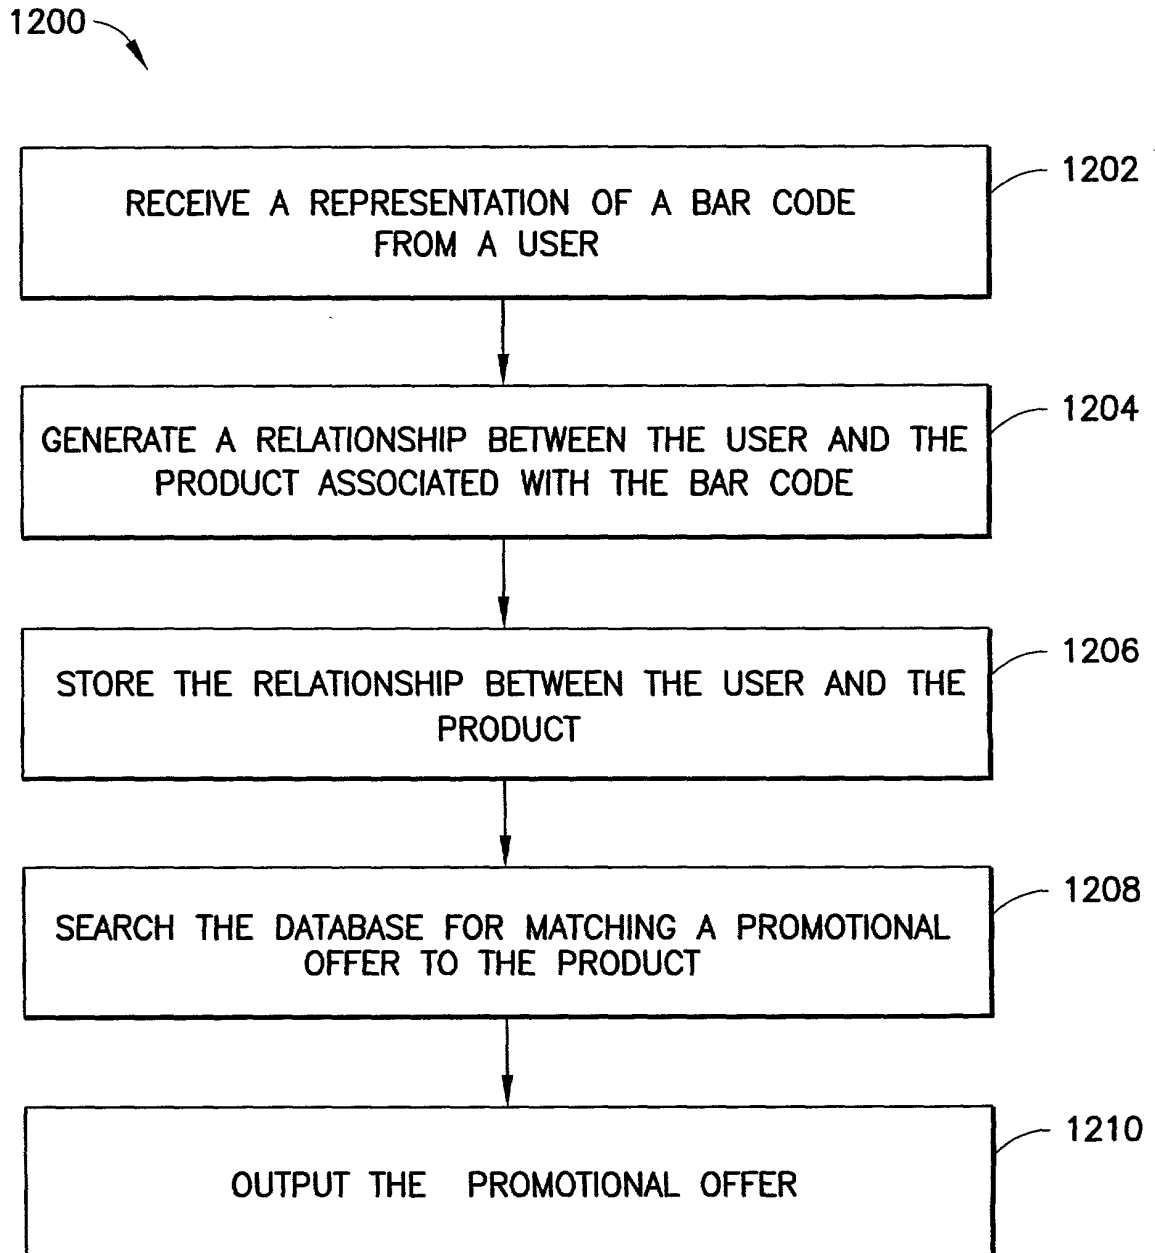 1200
RECEIVE A REPRESENTATION OF A BAR CODE
FROM A USER
1202
GENERATE A RELATIONSHIP BETWEEN THE USER AND THE
PRODUCT ASSOCIATED WITH THE BAR CODE
1204
STORE THE RELATIONSHIP BETWEEN THE USER AND THE
PRODUCT
1206
SEARCH THE DATABASE FOR MATCHING A PROMOTIONAL
OFFER TO THE PRODUCT
1208
OUTPUT THE PROMOTIONAL OFFER
1210